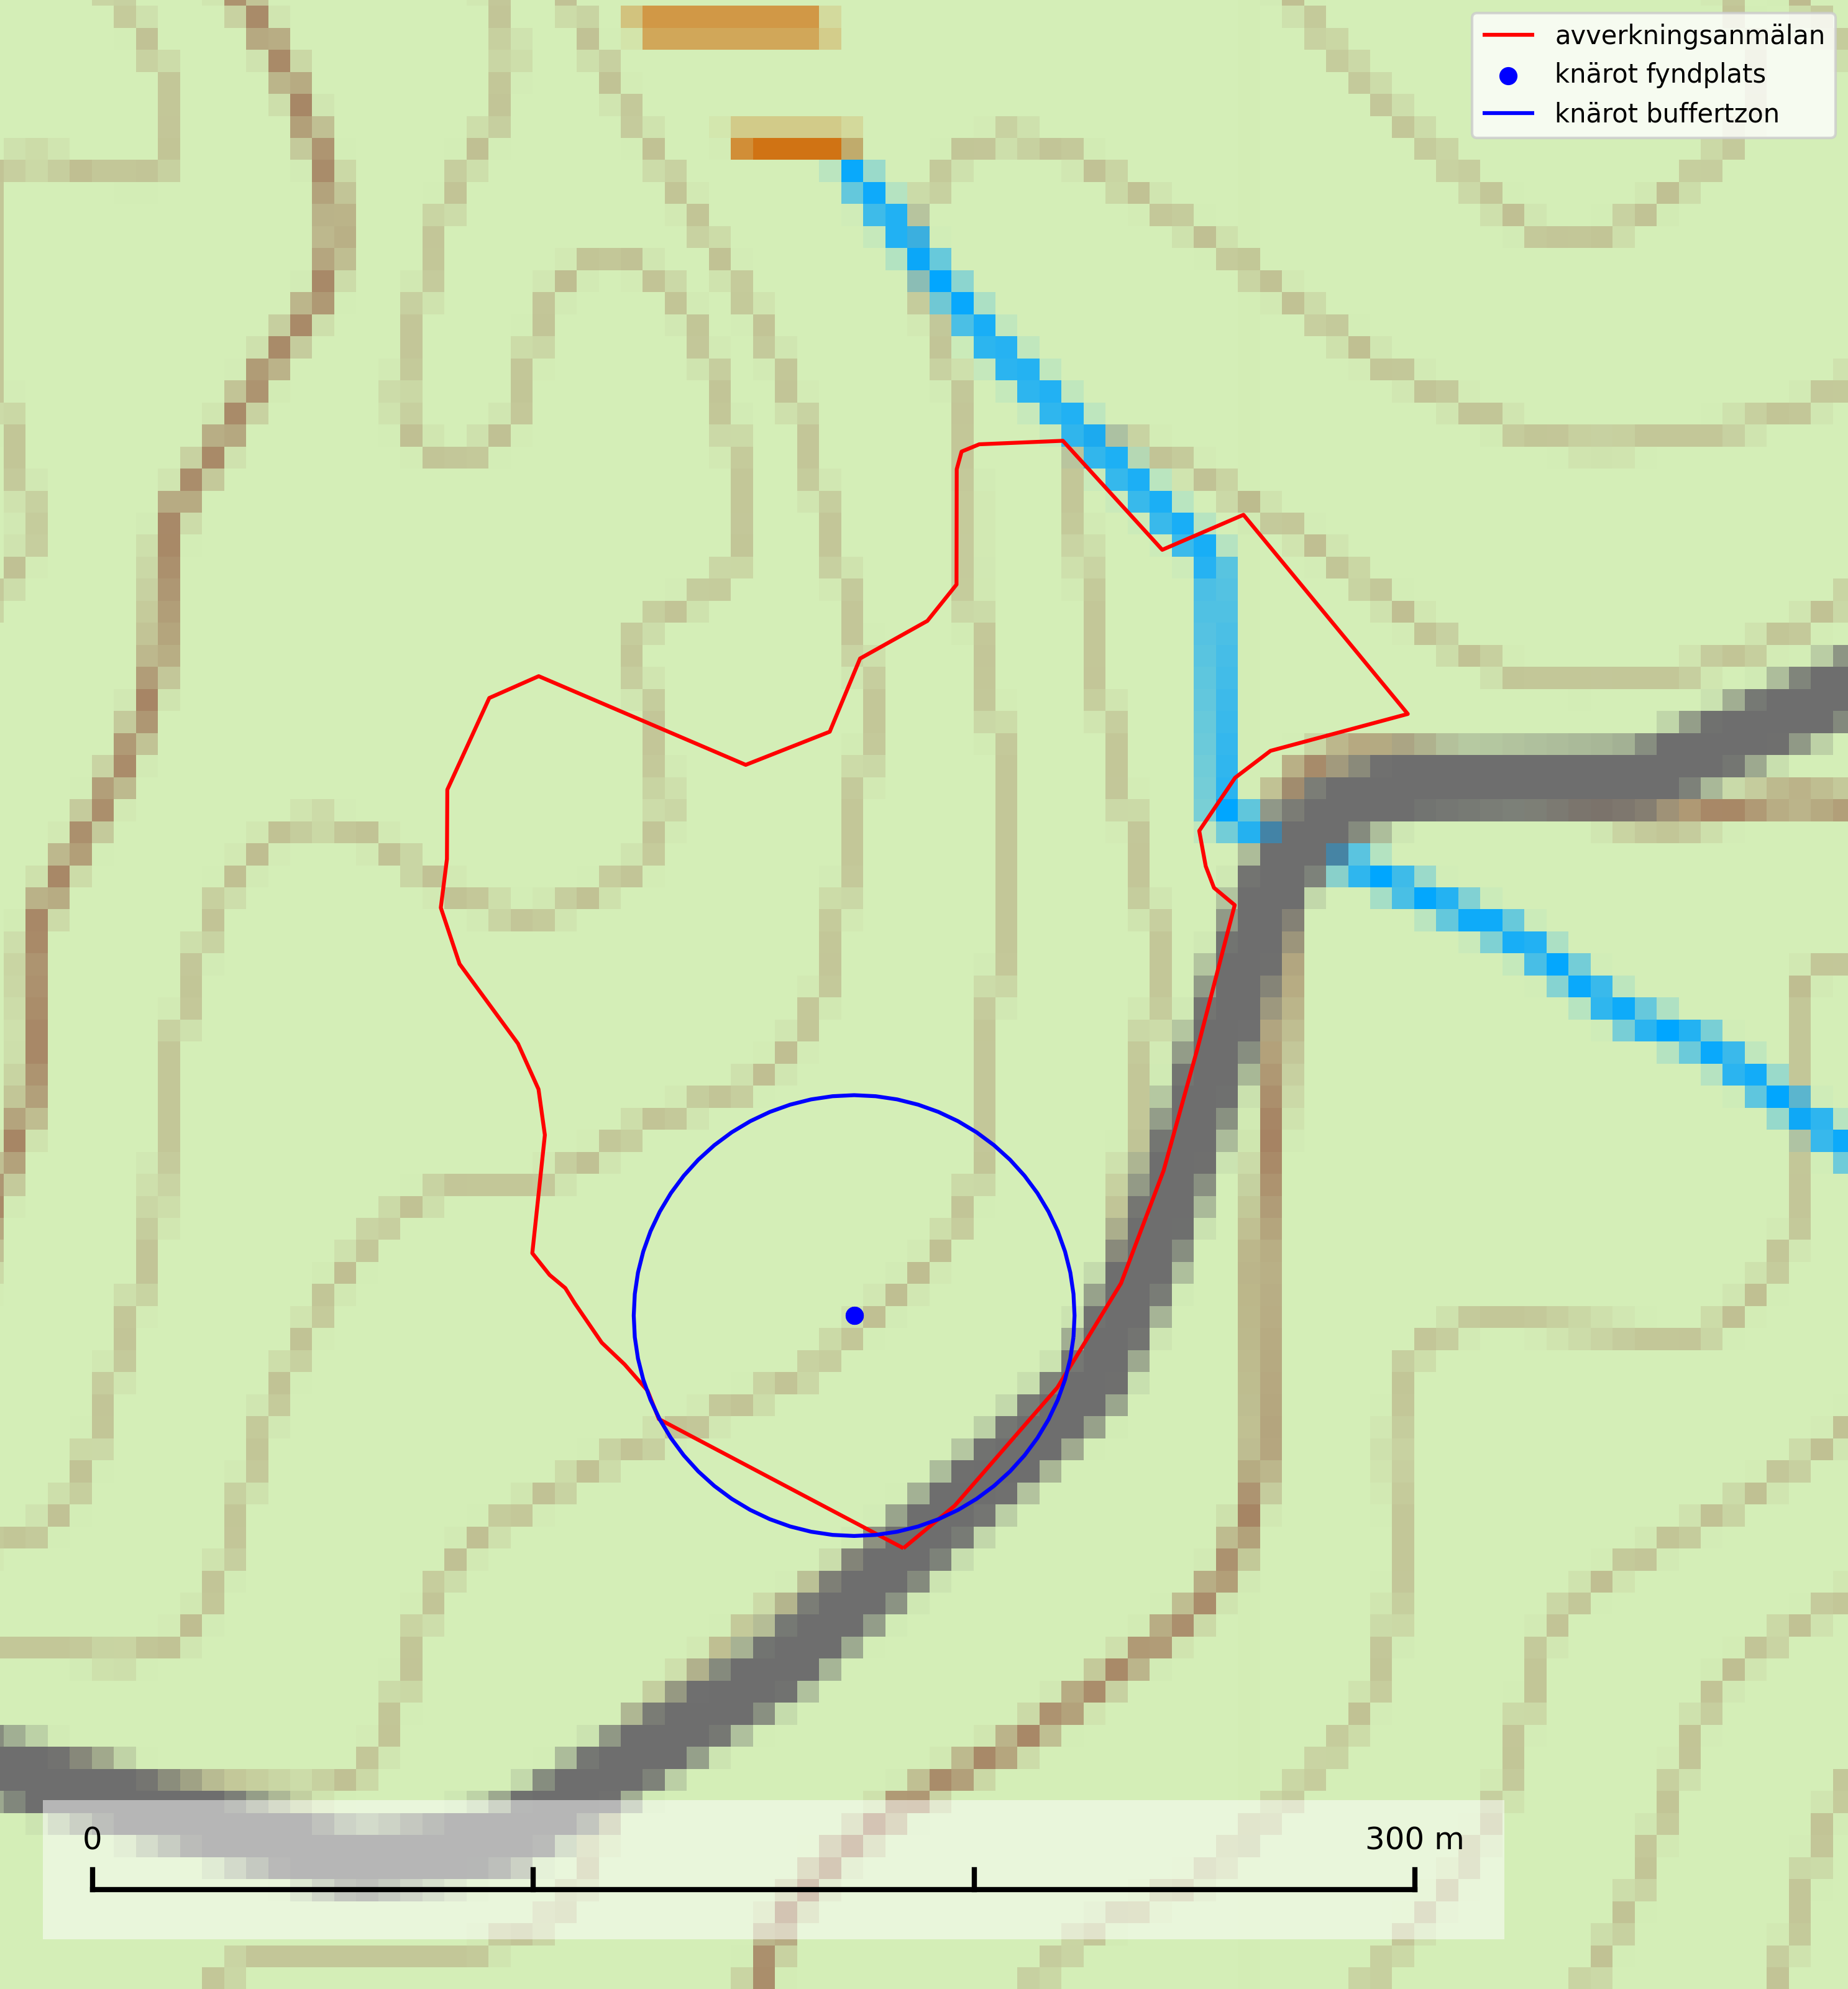 avverkningsanmälan
knärot fyndplats
knärot buffertzon
0 300 m